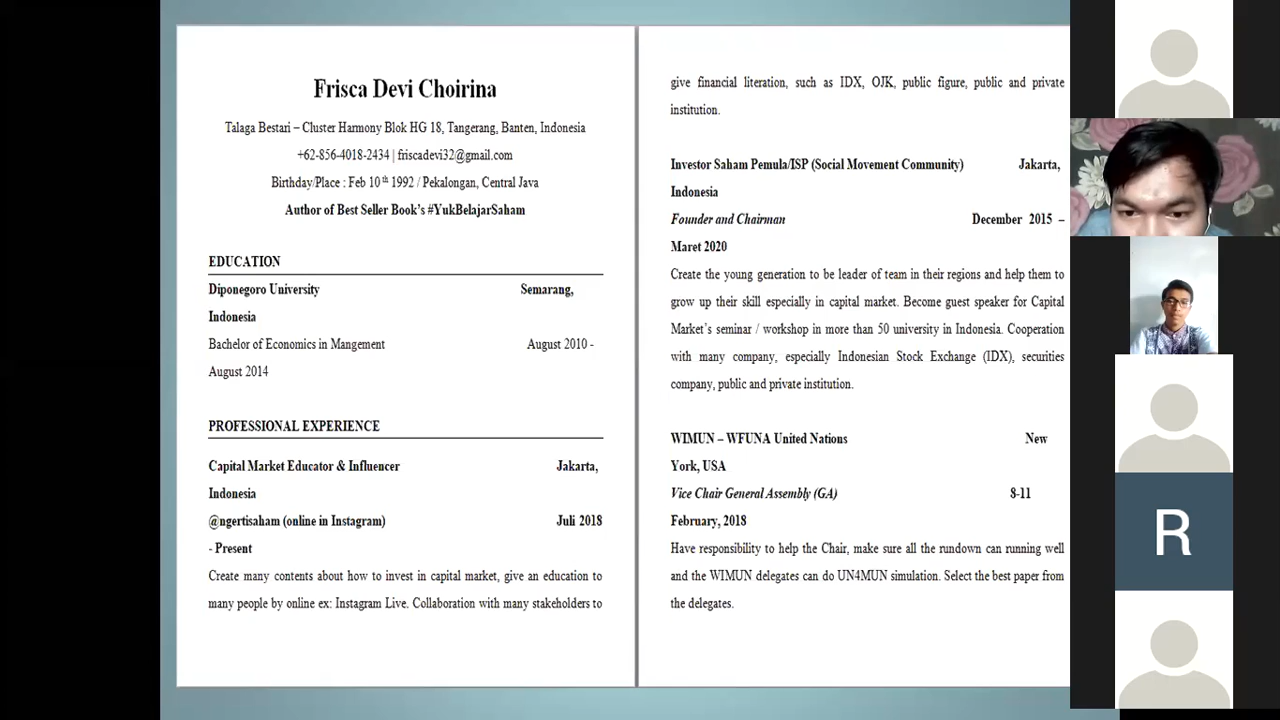 Frisca Devi Choirina
Talaga Bestari – Cluster Harmony Blok HG 18, Tangerang, Banten, Indonesia
+62-856-4018-2434 | friscadevi32@gmail.com
Birthday/Place : Feb 10th 1992 / Pekalongan, Central Java
Author of Best Seller Book's #YukBelajarSaham
EDUCATION
Diponegoro University Semarang,
Indonesia
Bachelor of Economics in Mangement August 2010 -
August 2014
PROFESSIONAL EXPERIENCE
Capital Market Educator & Influencer Jakarta,
Indonesia
@ngertisaham (online in Instagram) Juli 2018
- Present
Create many contents about how to invest in capital market, give an education to
many people by online ex: Instagram Live. Collaboration with many stakeholders to
give financial literation, such as IDX, OJK, public figure, public and private
institution.
Investor Saham Pemula/ISP (Social Movement Community) Jakarta,
Indonesia
Founder and Chairman December 2015 –
Maret 2020
Create the young generation to be leader of team in their regions and help them to
grow up their skill especially in capital market. Become guest speaker for Capital
Market's seminar / workshop in more than 50 university in Indonesia. Cooperation
with many company, especially Indonesian Stock Exchange (IDX), securities
company, public and private institution.
WIMUN – WFUNA United Nations New
York, USA
Vice Chair General Assembly (GA) 8-11
February, 2018
Have responsibility to help the Chair, make sure all the rundown can running well
and the WIMUN delegates can do UN4MUN simulation. Select the best paper from
the delegates.
R